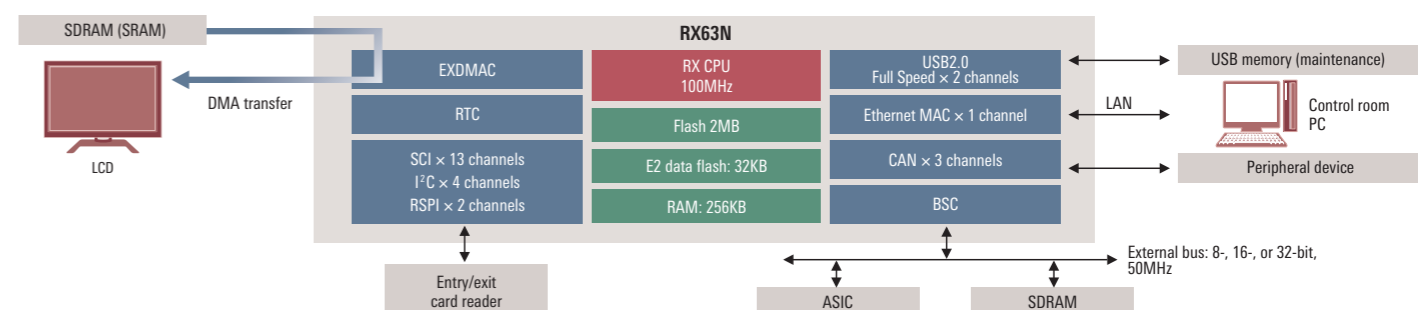 SDRAM (SRAM)
DMA transfer
LCD
RX63N
EXDMAC
RTC
SCI × 13 channels
I²C × 4 channels
RSPI × 2 channels
RX CPU
100MHz
Flash 2MB
E2 data flash: 32KB
RAM: 256KB
USB2.0
Full Speed × 2 channels
Ethernet MAC × 1 channel
CAN × 3 channels
BSC
USB memory (maintenance)
LAN
Control room
PC
Peripheral device
Entry/exit
card reader
External bus: 8-, 16-, or 32-bit,
50MHz
ASIC
SDRAM